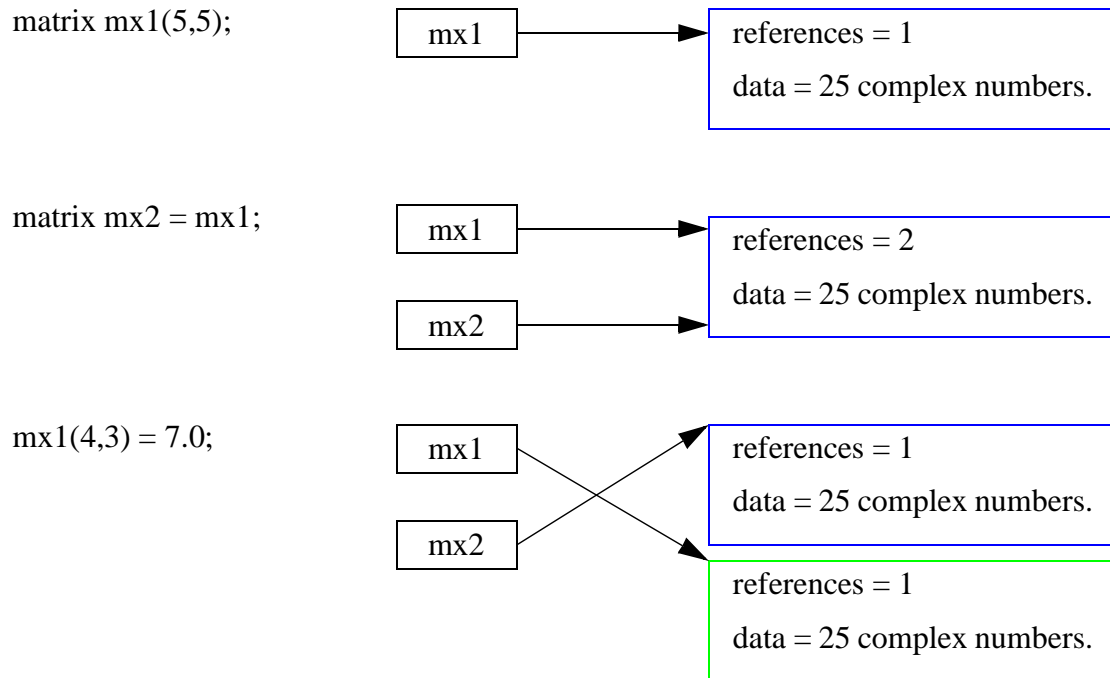 matrix mx1(5,5);
mx1
references = 1
data = 25 complex numbers.
matrix mx2 = mx1;
mx1
references = 2
data = 25 complex numbers.
mx2
mx1(4,3) = 7.0;
mx1
references = 1
data = 25 complex numbers.
mx2
references = 1
data = 25 complex numbers.